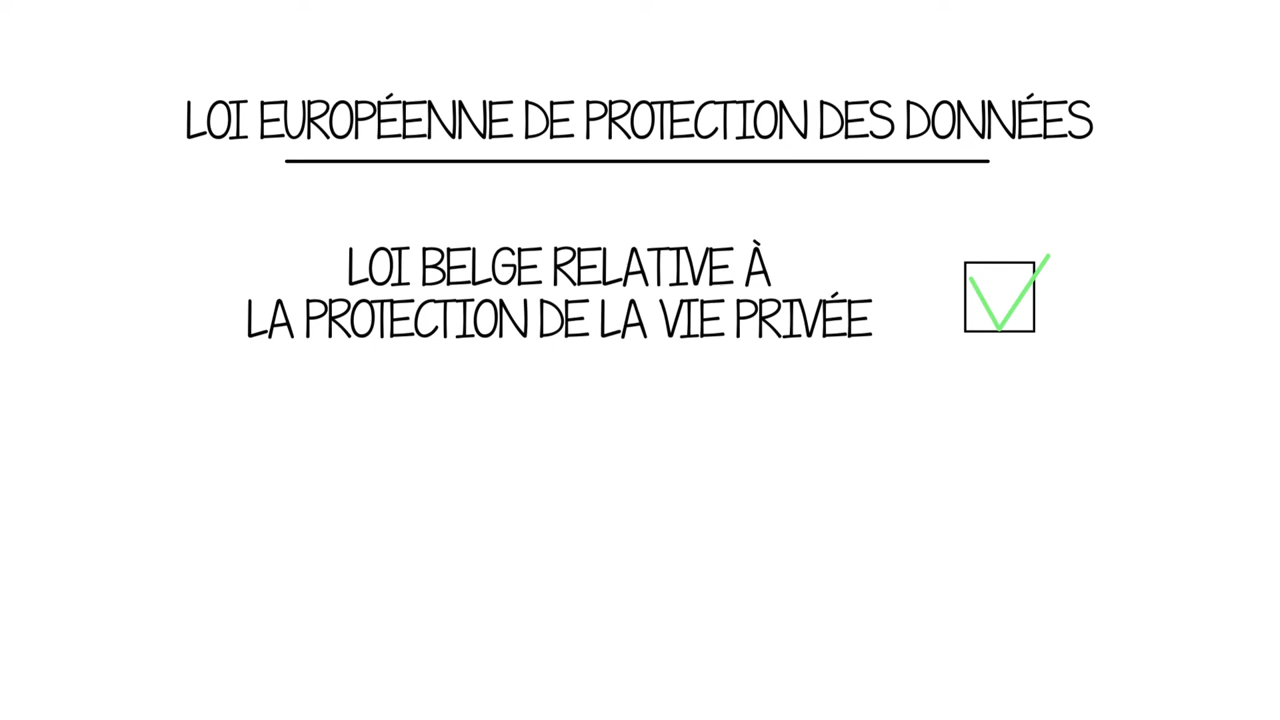 LOI EUROPÉENNE DE PROTECTION DES DONNÉES
LOI BELGE RELATIVE À
LA PROTECTION DE LA VIE PRIVÉE